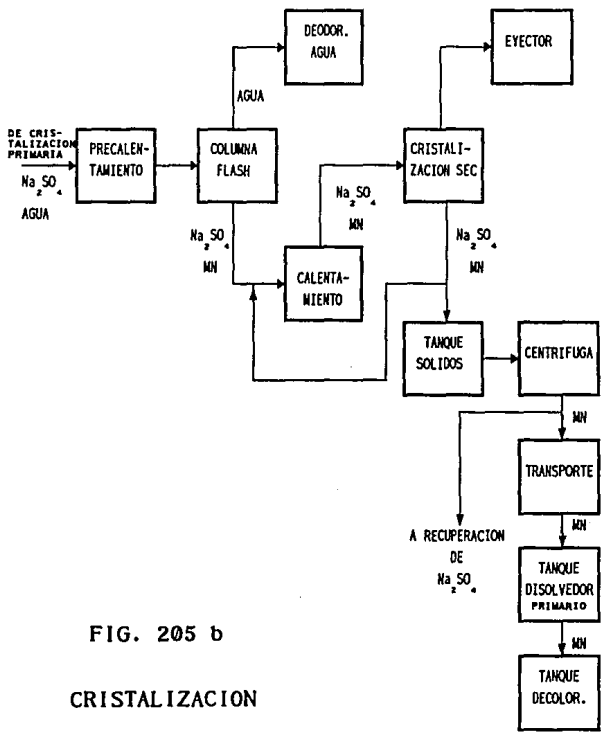 DEODOR.
AGUA
EYECTOR
AGUA
DE CRIS-
TALIZACION
PRIMARIA
Na2SO4
AGUA
PRECALEN-
TAMIENTO
COLUMNA
FLASH
CRISTALI-
ZACION SEC
Na2SO4
MN
Na2SO4
MN
Na2SO4
MN
CALENTA-
MIENTO
TANQUE
SOLIDOS
CENTRIFUGA
MN
TRANSPORTE
MN
A RECUPERACION
DE
Na2SO4
TANQUE
DISOLVEDOR
PRIMARIO
MN
TANQUE
DECOLOR.
FIG. 205 b
CRISTALIZACION